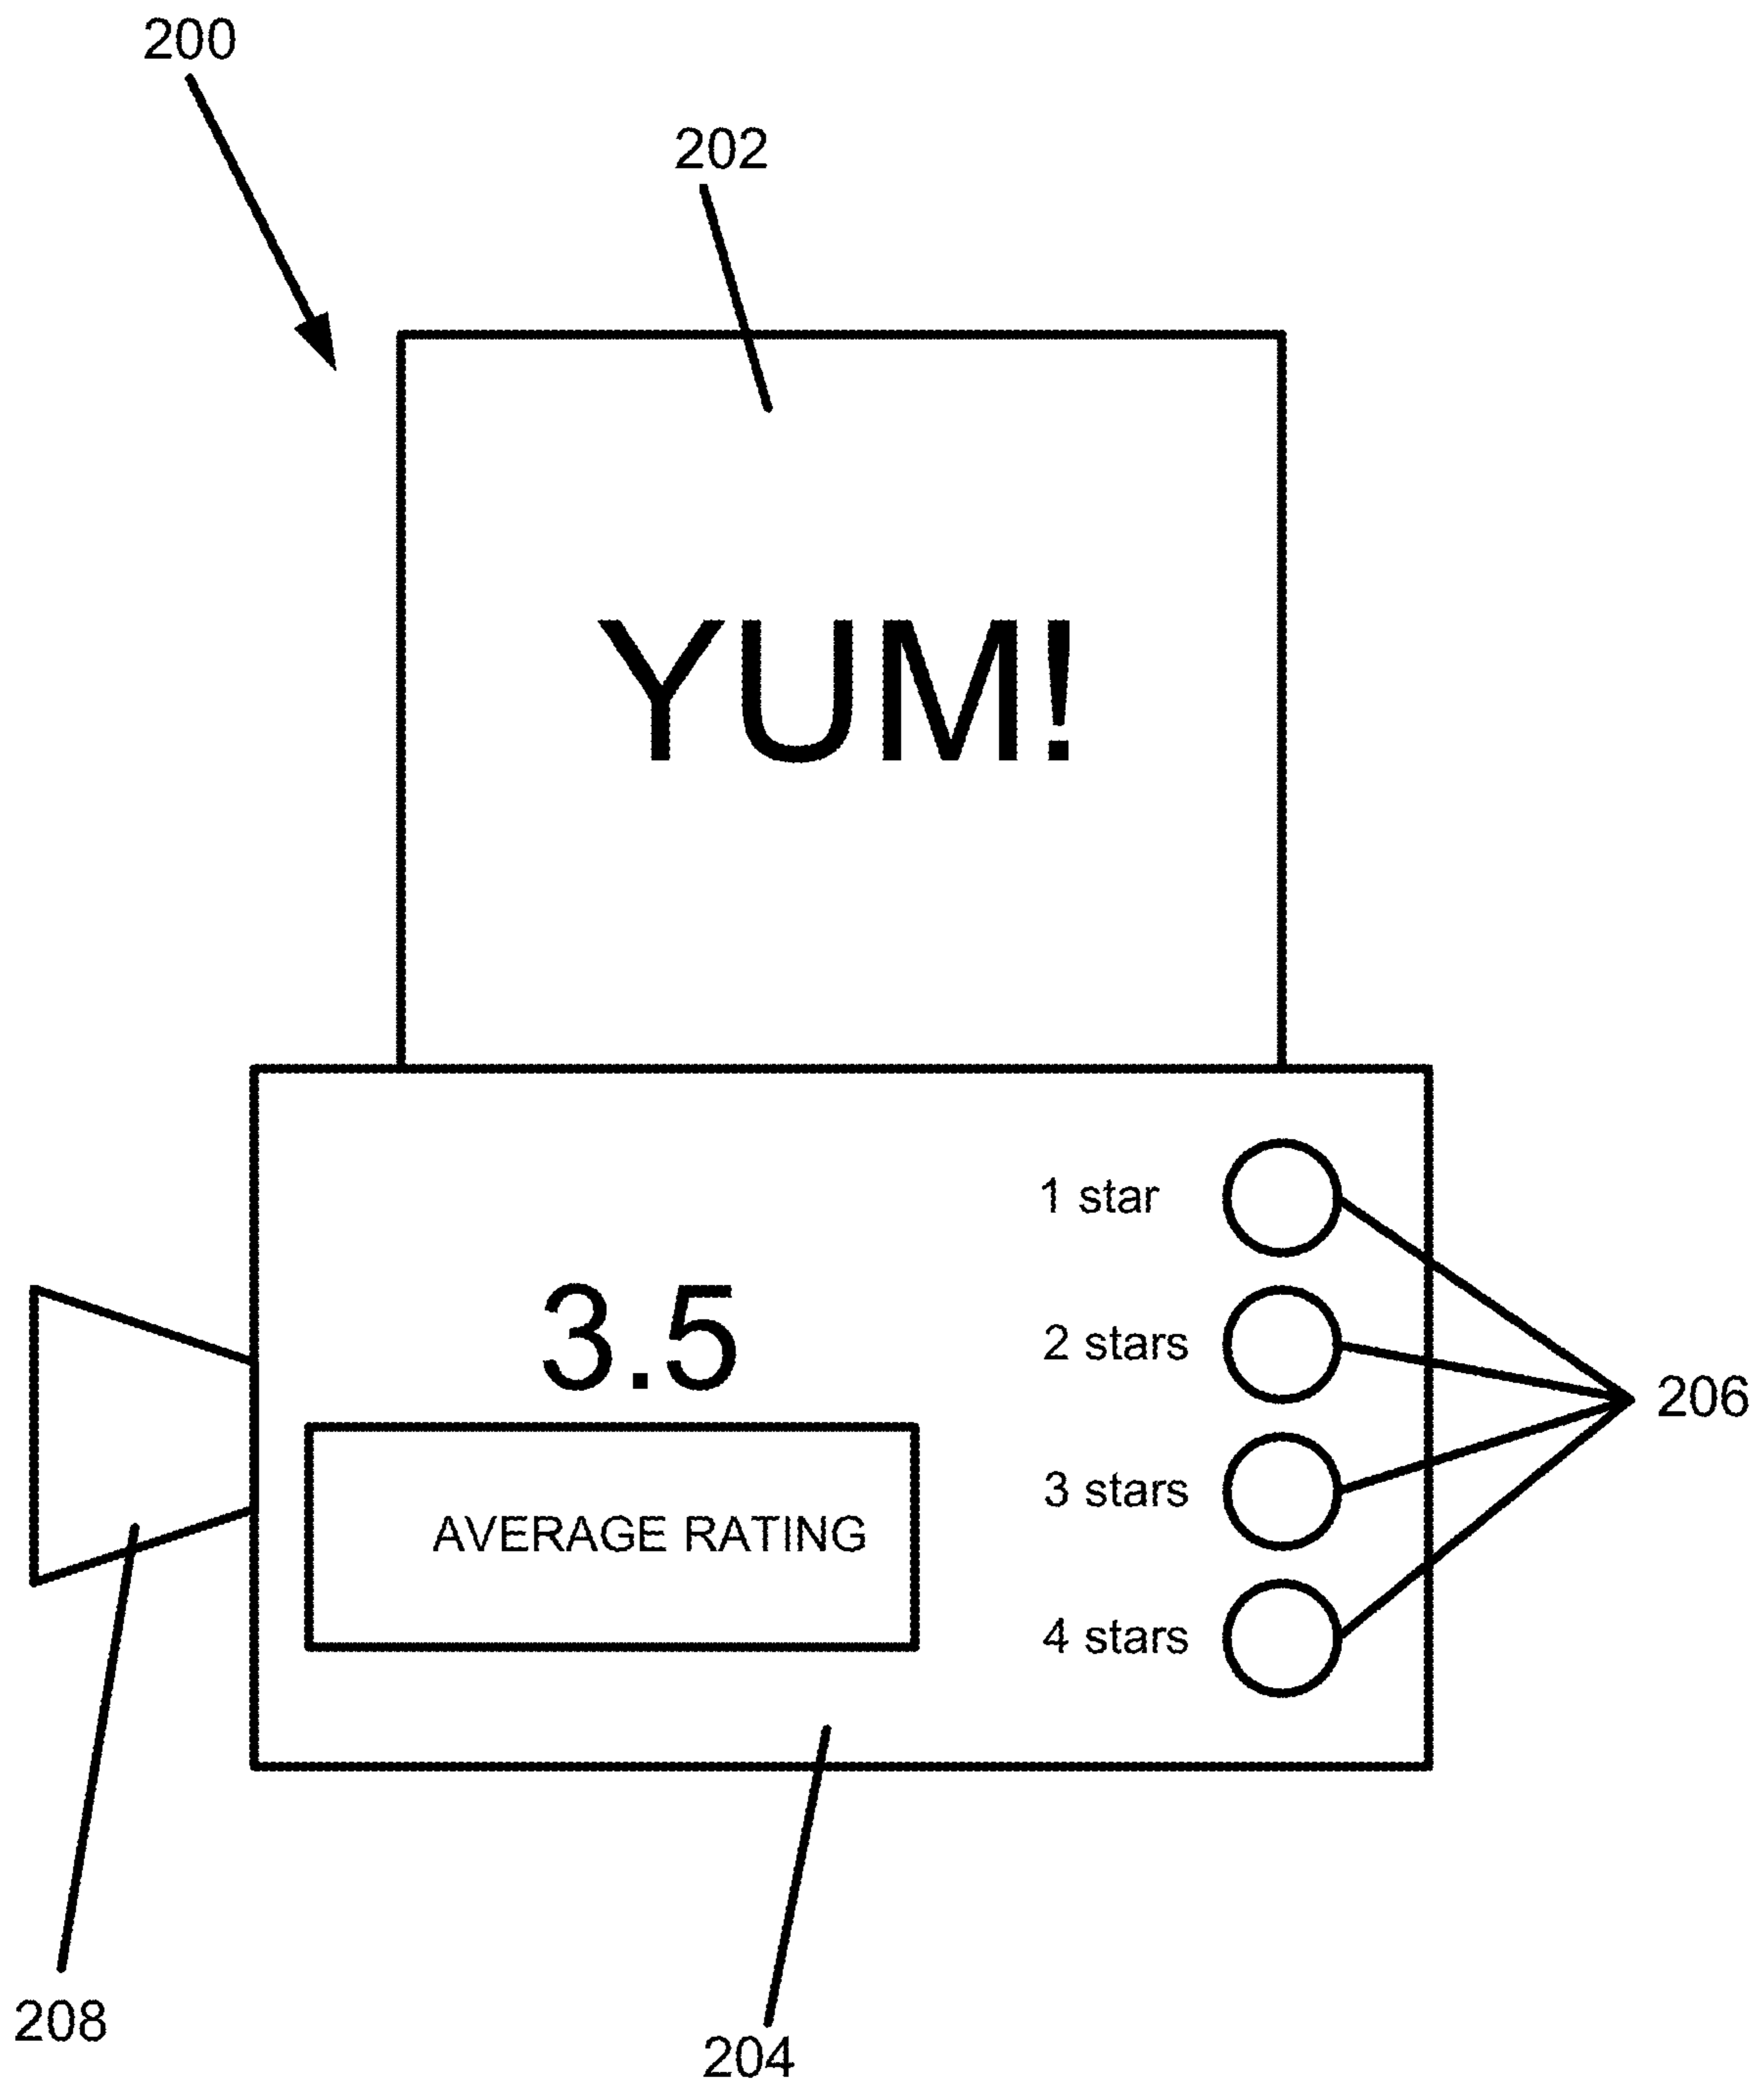 200
202
YUM!
1 star
3.5
2 stars
206
3 stars
AVERAGE RATING
4 stars
208
204